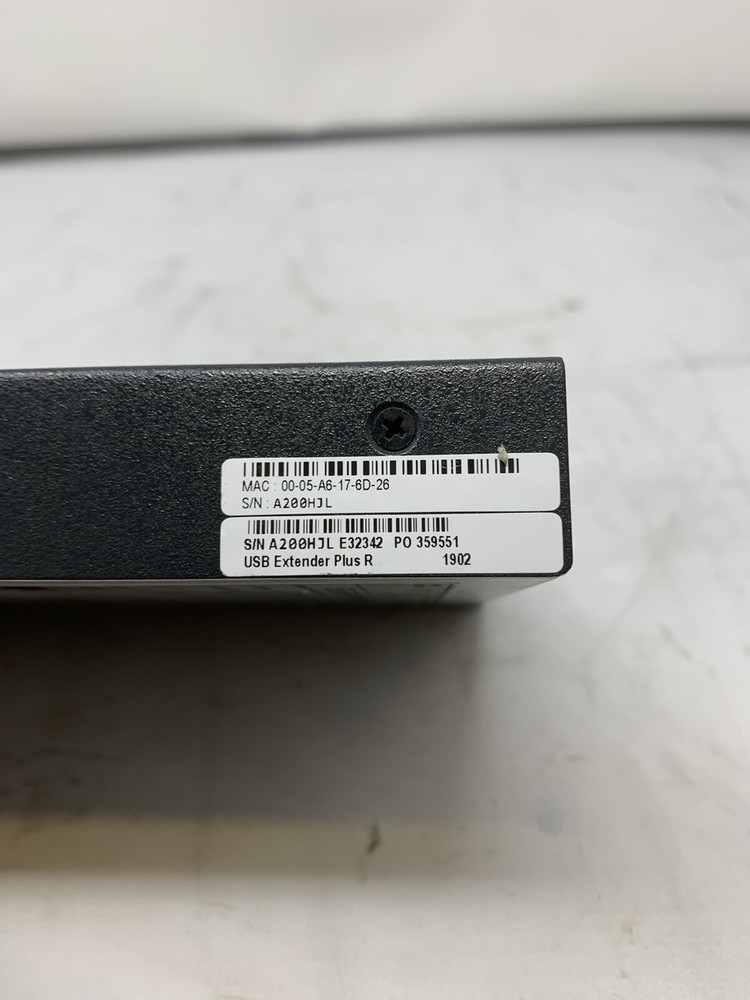 MAC : 00-05-A6-17-6D-26
S/N : A200HJL
S/N A200HJL E32342 PO 359551
USB Extender Plus R 1902